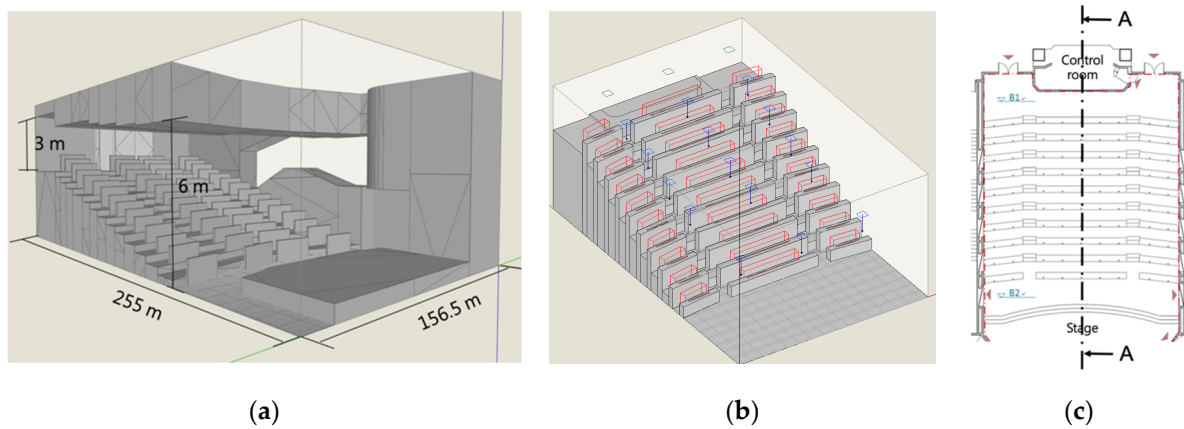 3 m
6 m
255 m
156.5 m
A
Control
room
B1
B2
Stage
A
(a)
(b)
(c)